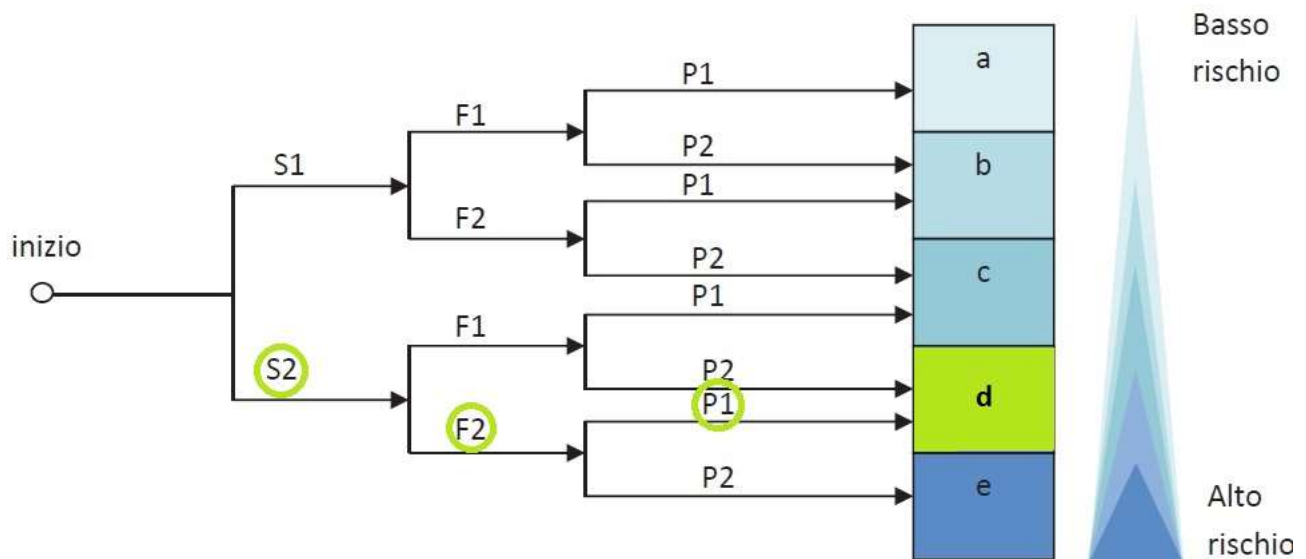 Basso
rischio
a
P1
F1
P2
b
S1
P1
F2
inizio
P2
c
P1
F1
S2
P2
d
P1
F2
P2
e
Alto
rischio